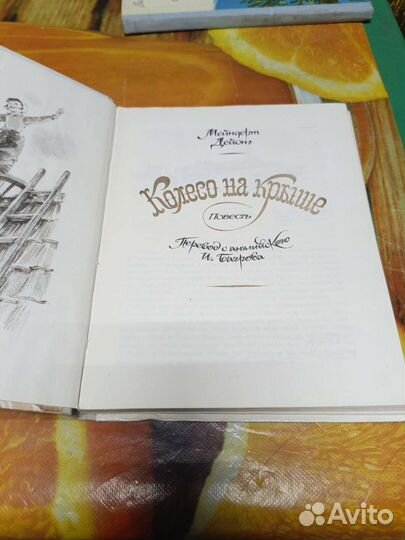 Мейндерт
Дейонг
Колесо на крыше
Повесть
Перевод с английского
И. Багрова
Avito